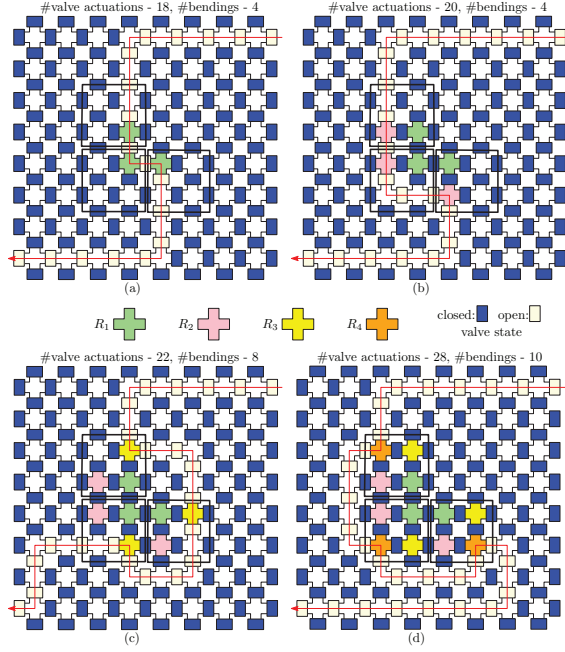 #valve actuations - 18, #bendings - 4
#valve actuations - 20, #bendings - 4
(a)
(b)
R1
R2
R3
R4
closed: open:
valve state
#valve actuations - 22, #bendings - 8
#valve actuations - 28, #bendings - 10
(c)
(d)